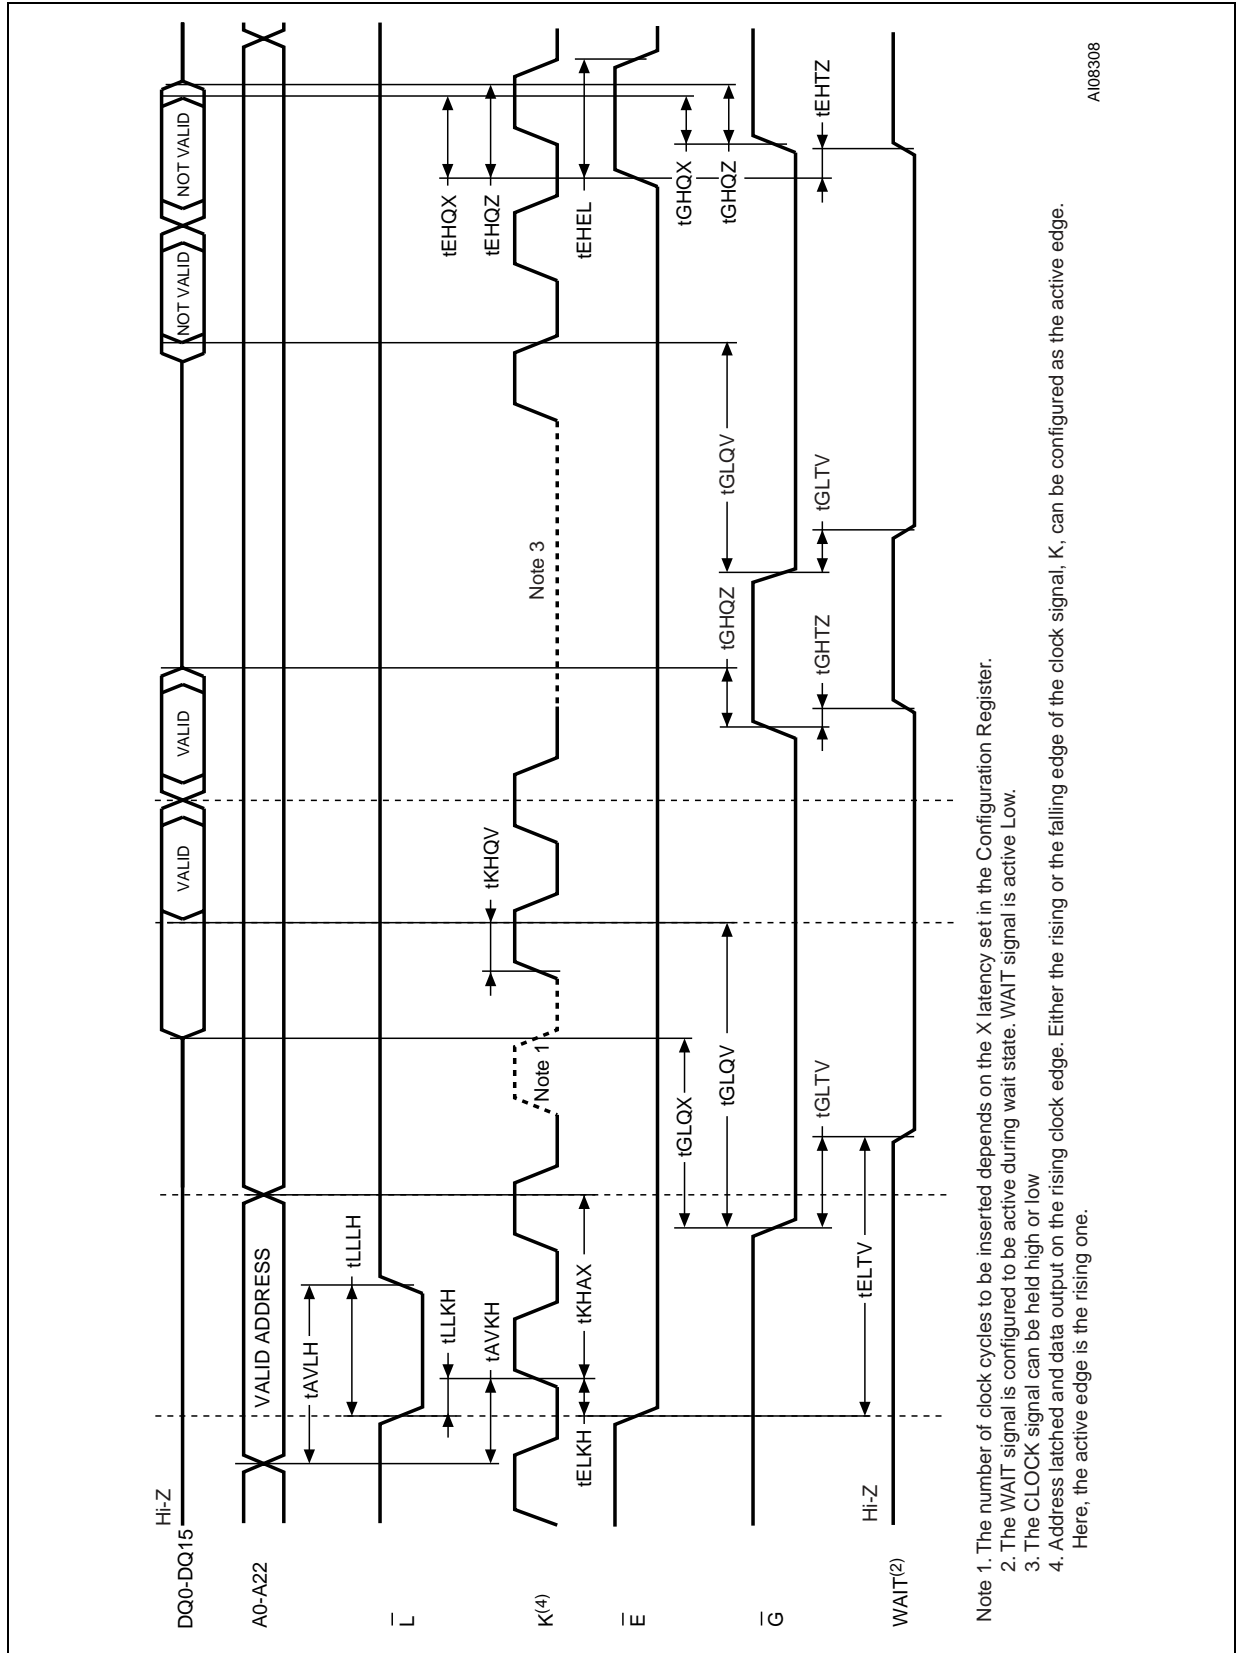 Hi-Z
DQ0-DQ15
VALID
VALID
NOT VALID
NOT VALID
A0-A22
VALID ADDRESS
tAVLH
tLLLH
L
tLLKH
tAVKH
tKHQV
tEHQX
tEHQZ
K(4)
Note 1
Note 3
tELKH
tKHAX
tEHEL
E
tGLQX
tGHQX
tGLQV
tGHQZ
tGLQV
tGHQZ
G
tGLTV
tGHTZ
tGLTV
tEHTZ
tELTV
Hi-Z
WAIT(2)
Note 1. The number of clock cycles to be inserted depends on the X latency set in the Configuration Register.
2. The WAIT signal is configured to be active during wait state. WAIT signal is active Low.
3. The CLOCK signal can be held high or low
4. Address latched and data output on the rising clock edge. Either the rising or the falling edge of the clock signal, K, can be configured as the active edge.
Here, the active edge is the rising one.
AI08308